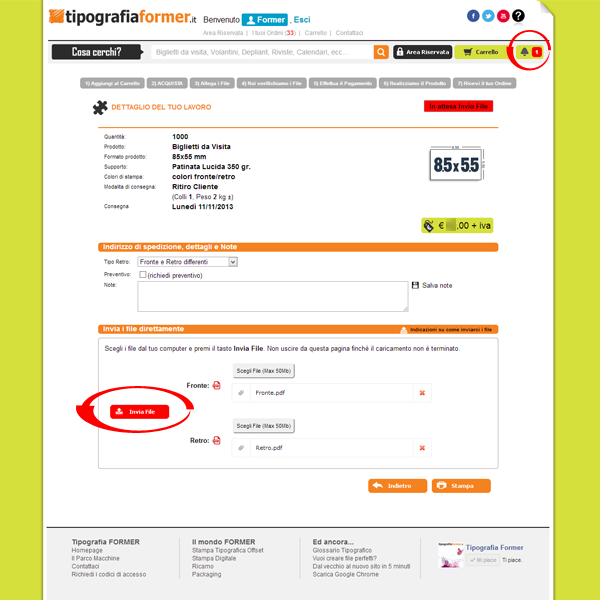 tipografiaformer.it
Benvenuto Former, Esci
Area Riservata | I tuoi Ordini (33) | Carrello | Contattaci
Cosa cerchi?
Biglietti da visita, Volantini, Depliant, Riviste, Calendari, ecc...
Area Riservata
Carrello
1
1) Aggiungi al Carrello
2) ACQUISTA
3) Allega i File
4) Noi verifichiamo i File
5) Effettua il Pagamento
6) Realizziamo il Prodotto
7) Ricevi il tuo Ordine
DETTAGLIO DEL TUO LAVORO
In attesa Invio File
Quantità: 1000
Prodotto: Biglietti da Visita
Formato prodotto: 85x55 mm
Supporto: Patinata Lucida 350 gr.
Colori di stampa: colori fronte/retro
Modalita di consegna: Ritiro Cliente
(Colli 1, Peso 2 kg ±)
Consegna Lunedì 11/11/2013
8.5x5.5
€ ,00 + iva
Indirizzo di spedizione, dettagli e Note
Tipo Retro: Fronte e Retro differenti
Preventivo: (richiedi preventivo)
Note:
Salva note
Invia i file direttamente
Indicazioni su come inviarci i file
Scegli i file dal tuo computer e premi il tasto Invia File. Non uscire da questa pagina finchè il caricamento non é terminato.
Scegli File (Max 50Mb)
Fronte:
Fronte.pdf
Invia File
Scegli File (Max 50Mb)
Retro:
Retro.pdf
Indietro
Stampa
Tipografia FORMER
Homepage
Il Parco Macchine
Contattaci
Richiedi i codici di accesso
Il mondo FORMER
Stampa Tipografica Offset
Stampa Digitale
Ricamo
Packaging
Ed ancora...
Glossario Tipografico
Vuoi creare file perfetti?
Dal vecchio al nuovo sito in 5 minuti
Scarica Google Chrome
Tipografia Former
Mi piace
Ti piace.